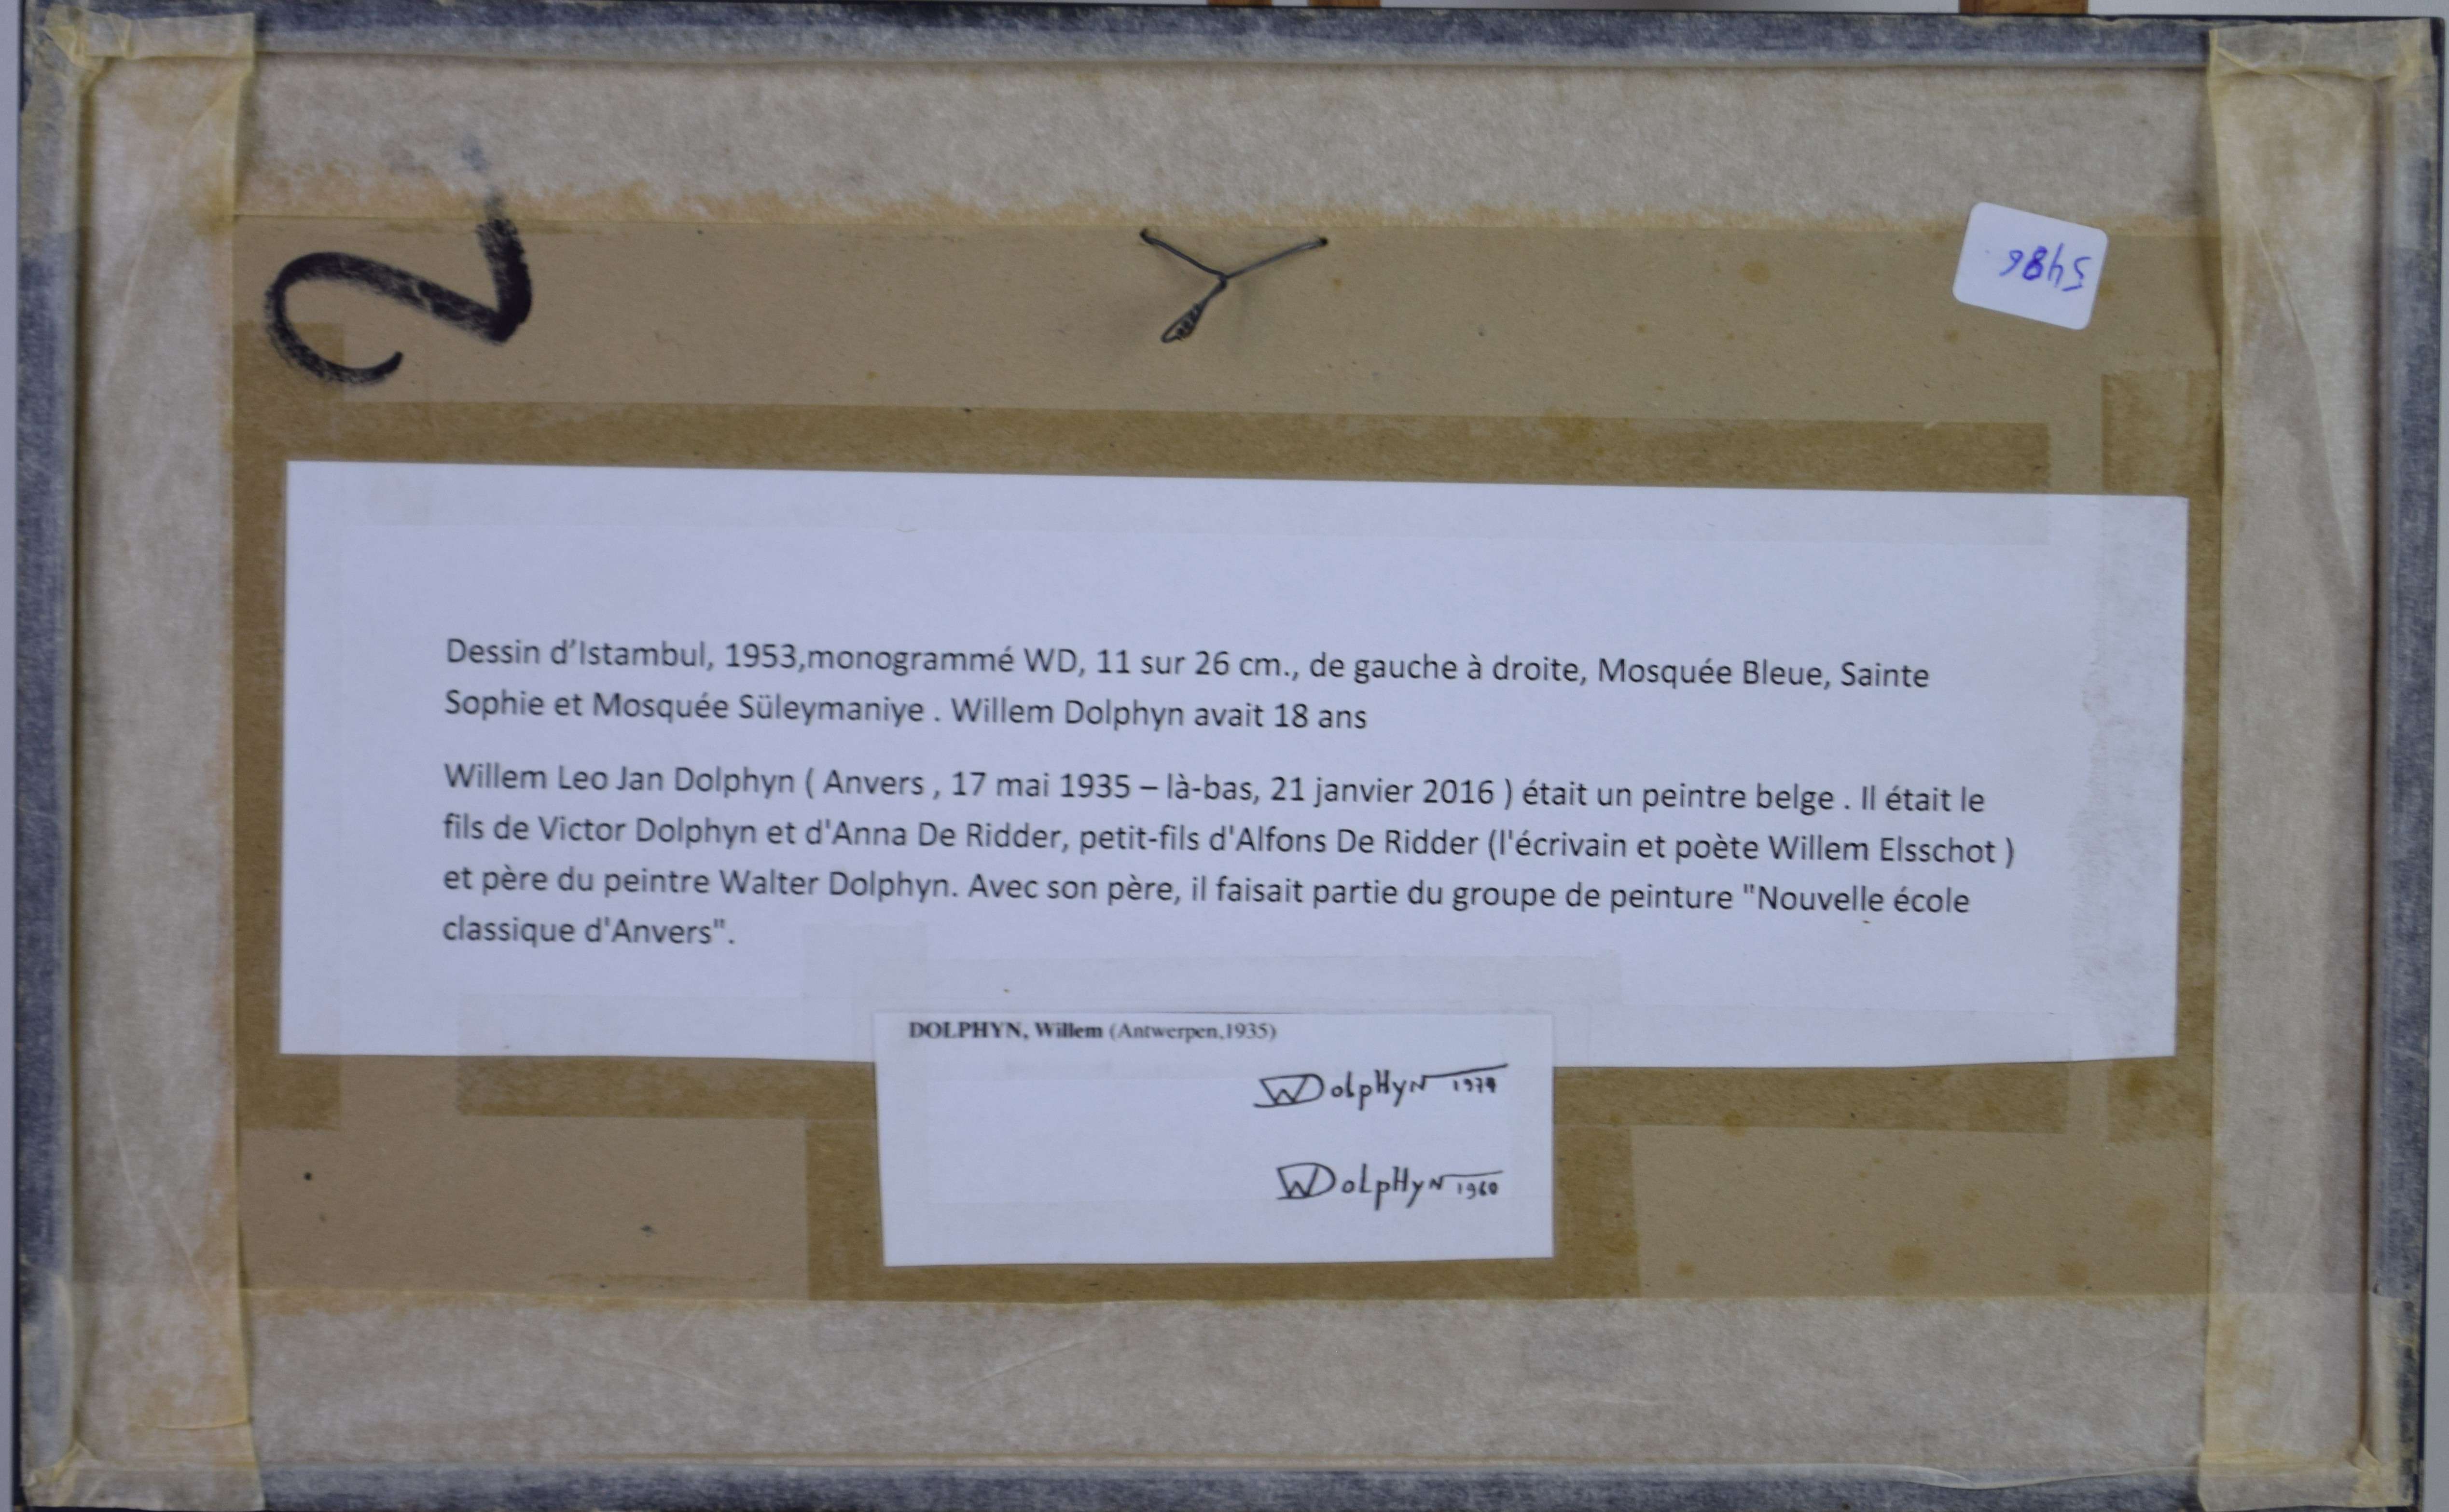 2
5486
Dessin d'Istambul, 1953,monogrammé WD, 11 sur 26 cm., de gauche à droite, Mosquée Bleue, Sainte
Sophie et Mosquée Süleymaniye . Willem Dolphyn avait 18 ans
Willem Leo Jan Dolphyn ( Anvers , 17 mai 1935 – là-bas, 21 janvier 2016 ) était un peintre belge . Il était le
fils de Victor Dolphyn et d'Anna De Ridder, petit-fils d'Alfons De Ridder (l'écrivain et poète Willem Elsschot )
et père du peintre Walter Dolphyn. Avec son père, il faisait partie du groupe de peinture "Nouvelle école
classique d'Anvers".
DOLPHYN, Willem (Antwerpen,1935)
WDolpHyN 1974
WDoLpHyN 1960